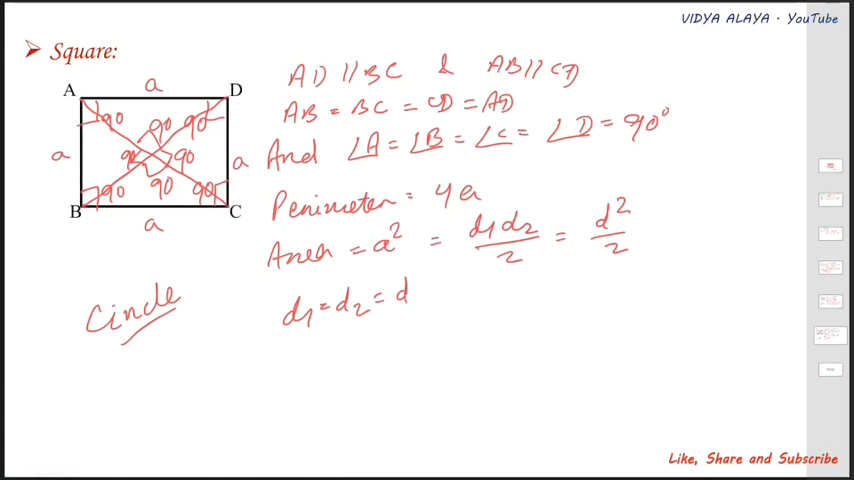 VIDYA ALAYA · YouTube
➤ Square:
AD // BC & AB // CD
AB = BC = CD = AD
And ∠A = ∠B = ∠C = ∠D = 90°
Perimeter = 4a
Area = a² = d₁d₂/2 = d²/2
d₁ = d₂ = d
A a D
90 90 90
a 90 90 a
90 90 90
B a C
Circle
Like, Share and Subscribe